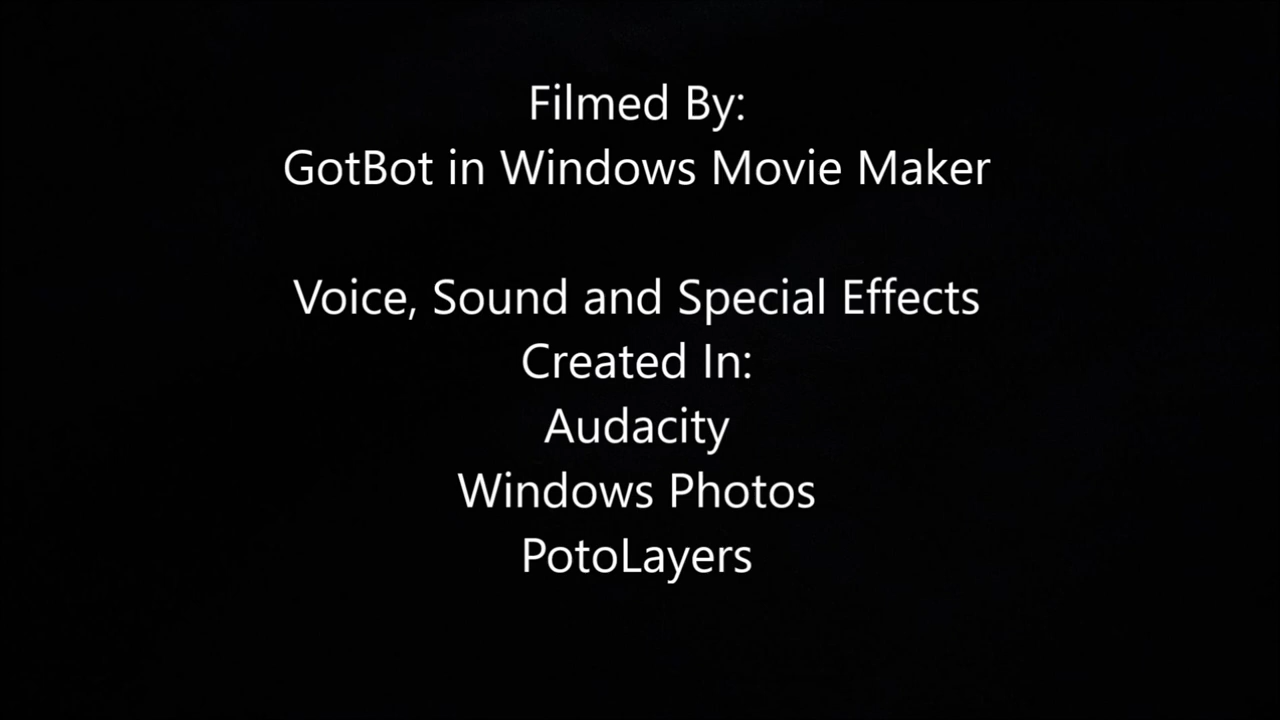 Filmed By:
GotBot in Windows Movie Maker
Voice, Sound and Special Effects
Created In:
Audacity
Windows Photos
PotoLayers